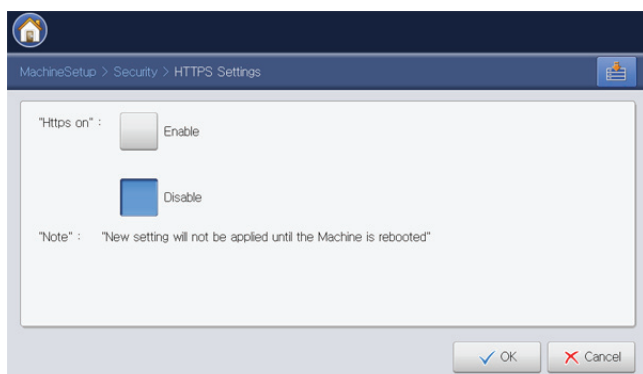 MachineSetup > Security > HTTPS Settings
"Https on" :
Enable
Disable
"Note" : "New setting will not be applied until the Machine is rebooted"
OK Cancel